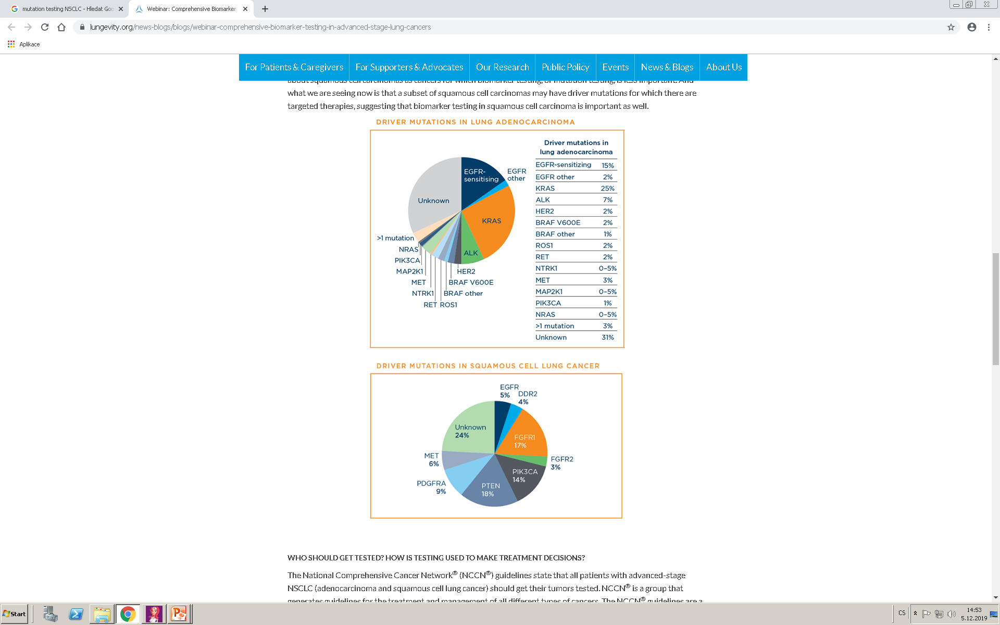 mutation testing NSCLC - Hledat Goo
Webinar: Comprehensive Biomarker
lungevity.org/news-blogs/blogs/webinar-comprehensive-biomarker-testing-in-advanced-stage-lung-cancers
Aplikace
For Patients & Caregivers For Supporters & Advocates Our Research Public Policy Events News & Blogs About Us
about squamous cell carcinomas as cancers for which biomarker testing, or mutation testing, is less important. And
what we are seeing now is that a subset of squamous cell carcinomas may have driver mutations for which there are
targeted therapies, suggesting that biomarker testing in squamous cell carcinoma is important as well.
DRIVER MUTATIONS IN LUNG ADENOCARCINOMA
EGFR-
sensitising
EGFR
other
Unknown
KRAS
ALK
>1 mutation
NRAS
PIK3CA
MAP2K1
HER2
MET
BRAF V600E
NTRK1
BRAF other
RET ROS1
Driver mutations in
lung adenocarcinoma
EGFR-sensitizing 15%
EGFR other 2%
KRAS 25%
ALK 7%
HER2 2%
BRAF V600E 2%
BRAF other 1%
ROS1 2%
RET 2%
NTRK1 0–5%
MET 3%
MAP2K1 0–5%
PIK3CA 1%
NRAS 0–5%
>1 mutation 3%
Unknown 31%
DRIVER MUTATIONS IN SQUAMOUS CELL LUNG CANCER
EGFR
5%
DDR2
4%
Unknown
24%
FGFR1
17%
MET
6%
FGFR2
3%
PIK3CA
14%
PDGFRA
9%
PTEN
18%
WHO SHOULD GET TESTED? HOW IS TESTING USED TO MAKE TREATMENT DECISIONS?
The National Comprehensive Cancer Network® (NCCN®) guidelines state that all patients with advanced-stage
NSCLC (adenocarcinoma and squamous cell lung cancer) should get their tumors tested. NCCN® is a group that
generates guidelines for the treatment and management of all different types of cancers. The NCCN® guidelines are a
Start
CS
14:53
5.12.2019